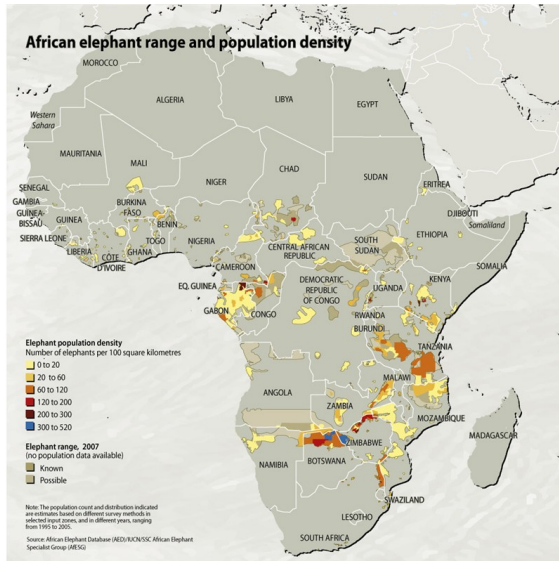 African elephant range and population density
MOROCCO
ALGERIA
LIBYA
EGYPT
Western
Sahara
MAURITANIA
MALI
NIGER
CHAD
SUDAN
ERITREA
SENEGAL
GAMBIA
GUINEA-
BISSAU
GUINEA
BURKINA
FASO
BENIN
NIGERIA
DJIBOUTI
Somaliland
SIERRA LEONE
LIBERIA
CÔTE
D'IVOIRE
GHANA
TOGO
CENTRAL AFRICAN
REPUBLIC
SOUTH
SUDAN
ETHIOPIA
SOMALIA
CAMEROON
EQ. GUINEA
GABON
CONGO
DEMOCRATIC
REPUBLIC
OF CONGO
UGANDA
KENYA
RWANDA
BURUNDI
TANZANIA
Elephant population density
Number of elephants per 100 square kilometres
0 to 20
20 to 60
60 to 120
120 to 200
200 to 300
300 to 520
Elephant range, 2007
(no population data available)
Known
Possible
ANGOLA
ZAMBIA
MALAWI
MOZAMBIQUE
MADAGASCAR
NAMIBIA
BOTSWANA
ZIMBABWE
SWAZILAND
LESOTHO
SOUTH AFRICA
Note: The population count and distribution indicated
are estimates based on different survey methods in
selected input zones, and in different years, ranging
from 1995 to 2005.
Source: African Elephant Database (AED)/IUCN/SSC African Elephant
Specialist Group (AfESG)